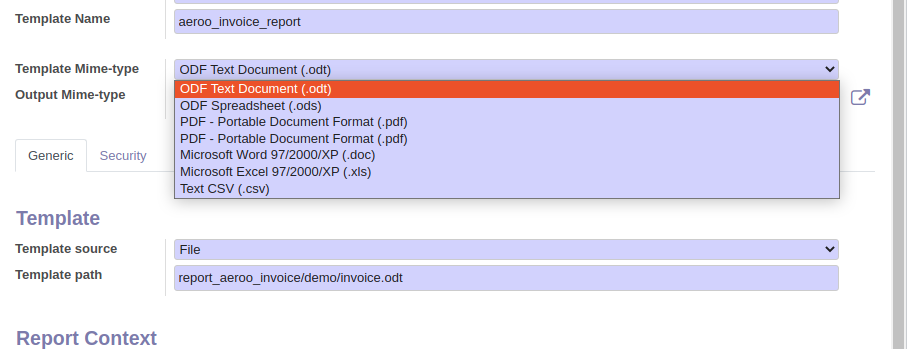 Template Name
aeroo_invoice_report
Template Mime-type
ODF Text Document (.odt)
Output Mime-type
ODF Text Document (.odt)
ODF Spreadsheet (.ods)
PDF - Portable Document Format (.pdf)
PDF - Portable Document Format (.pdf)
Microsoft Word 97/2000/XP (.doc)
Microsoft Excel 97/2000/XP (.xls)
Text CSV (.csv)
Generic
Security
Template
Template source
File
Template path
report_aeroo_invoice/demo/invoice.odt
Report Context